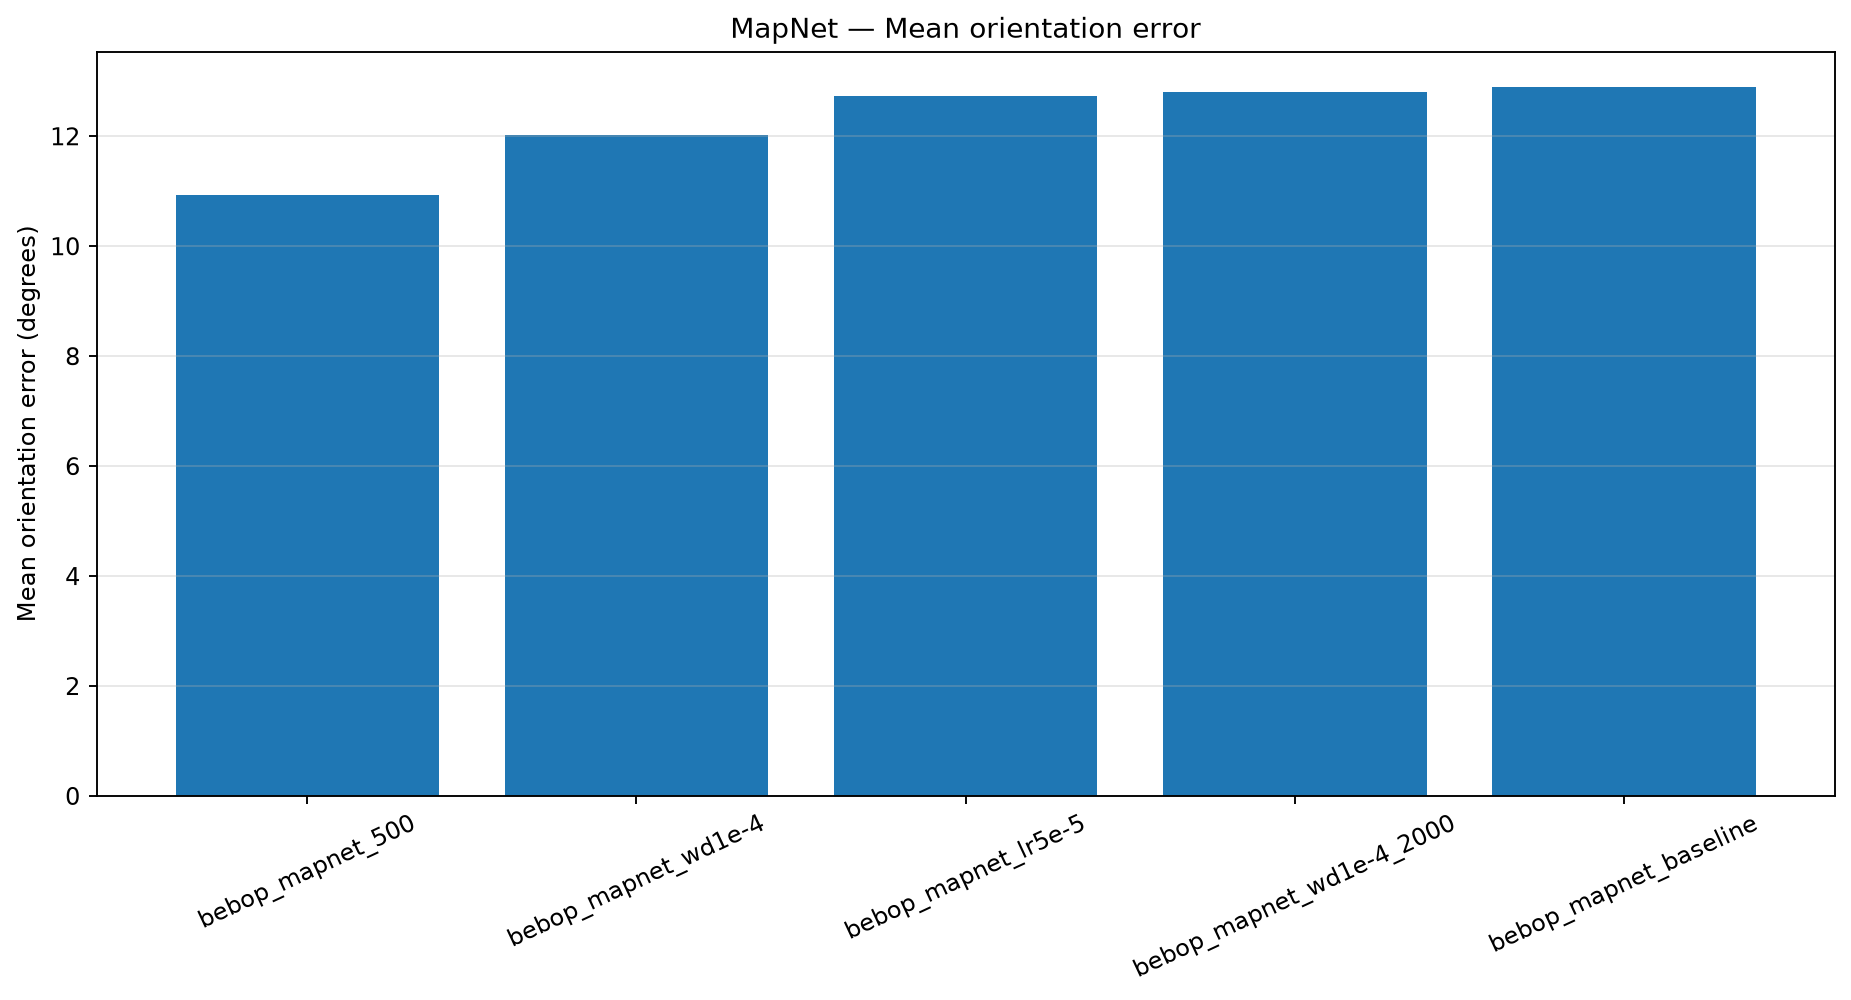 MapNet — Mean orientation error
Mean orientation error (degrees)
12
10
8
6
4
2
0
bebop_mapnet_500
bebop_mapnet_wd1e-4
bebop_mapnet_lr5e-5
bebop_mapnet_wd1e-4_2000
bebop_mapnet_baseline